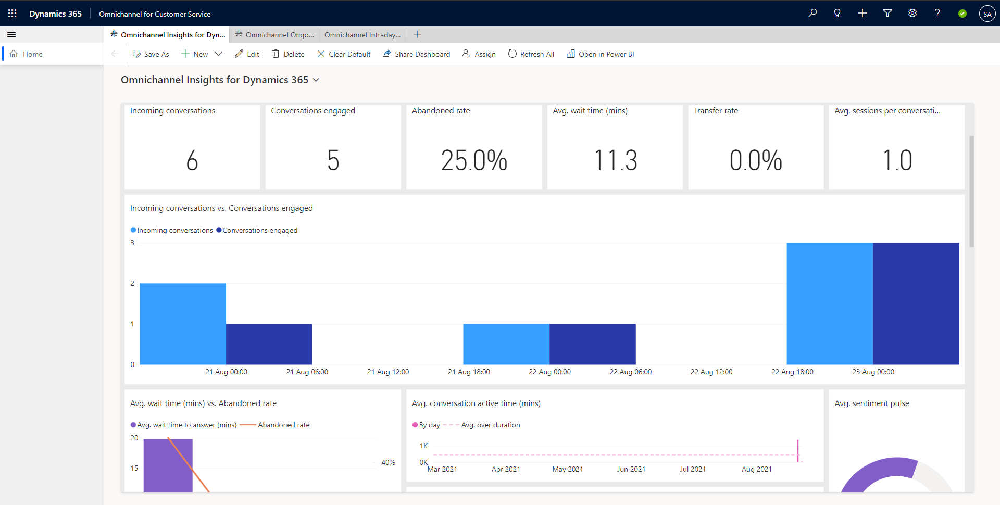 Dynamics 365 Omnichannel for Customer Service SA
Omnichannel Insights for Dyn... Omnichannel Ongo... Omnichannel Intraday...
Home Save As New Edit Delete Clear Default Share Dashboard Assign Refresh All Open in Power BI
Omnichannel Insights for Dynamics 365
Incoming conversations Conversations engaged Abandoned rate Avg. wait time (mins) Transfer rate Avg. sessions per conversati...
6 5 25.0% 11.3 0.0% 1.0
Incoming conversations vs. Conversations engaged
Incoming conversations Conversations engaged
3
2
1
0
21 Aug 00:00 21 Aug 06:00 21 Aug 12:00 21 Aug 18:00 22 Aug 00:00 22 Aug 06:00 22 Aug 12:00 22 Aug 18:00 23 Aug 00:00
Avg. wait time (mins) vs. Abandoned rate
Avg. wait time to answer (mins) Abandoned rate
20
15
40%
Avg. conversation active time (mins)
By day Avg. over duration
1K
0K
Mar 2021 Apr 2021 May 2021 Jun 2021 Jul 2021 Aug 2021
Avg. sentiment pulse